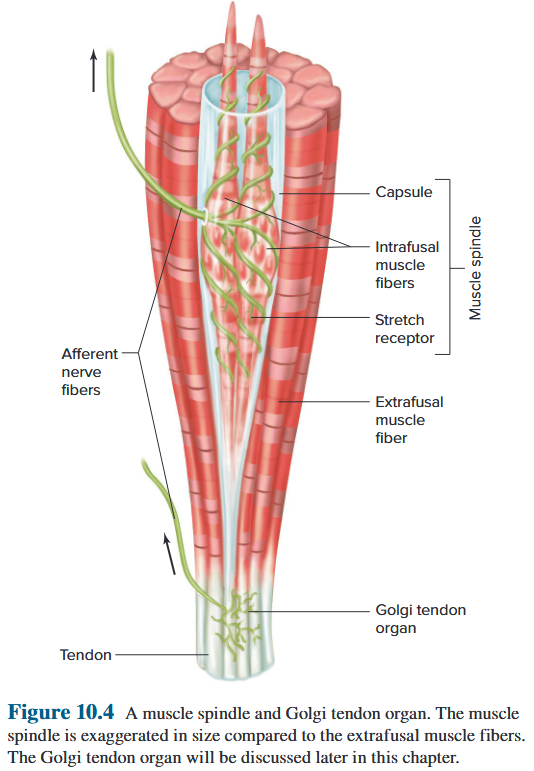 Capsule
Intrafusal
muscle
fibers
Stretch
receptor
Muscle spindle
Afferent
nerve
fibers
Extrafusal
muscle
fiber
Golgi tendon
organ
Tendon
Figure 10.4 A muscle spindle and Golgi tendon organ. The muscle
spindle is exaggerated in size compared to the extrafusal muscle fibers.
The Golgi tendon organ will be discussed later in this chapter.